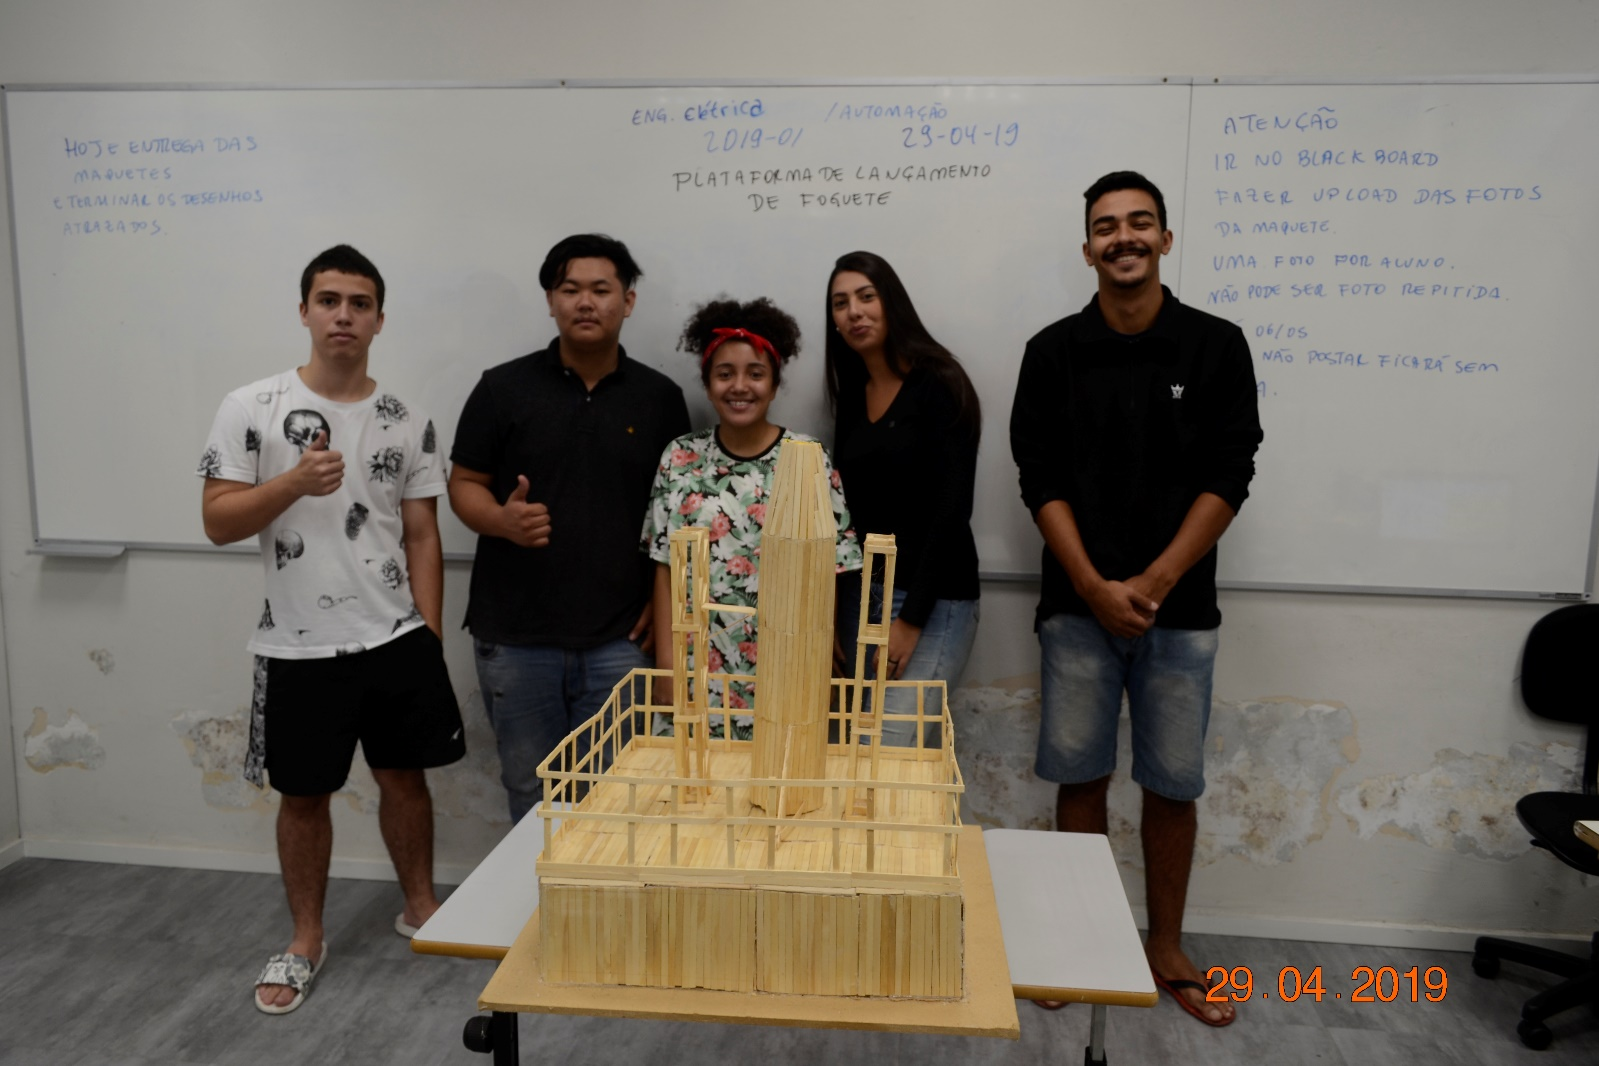 HOJE ENTREGA DAS
MAQUETES
E TERMINAR OS DESENHOS
ATRAZADOS.
ENG. Elétrica /AUTOMAÇÃO
2019-01 29-04-19
PLATAFORMA DE LANÇAMENTO
DE FOGUETE
ATENÇÃO
IR NO BLACK BOARD
FAZER UPLOAD DAS FOTOS
DA MAQUETE.
UMA FOTO POR ALUNO.
NÃO PODE SER FOTO REPITIDA.
06/05
NÃO POSTAR FICARÁ SEM
29.04.2019